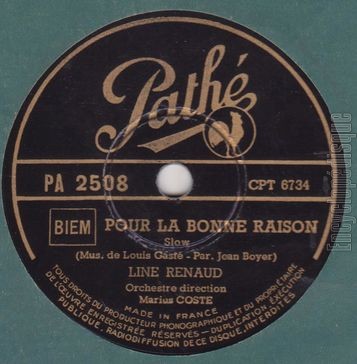 Pathé
PA 2508
CPT 6734
BIEM
POUR LA BONNE RAISON
Slow
(Mus. de Louis Gasté - Par. Jean Boyer)
LINE RENAUD
Orchestre direction
Marius COSTE
MADE IN FRANCE
TOUS DROITS DU PRODUCTEUR PHONOGRAPHIQUE ET DU PROPRIÉTAIRE
DE L'ŒUVRE ENREGISTRÉE RÉSERVÉS - DUPLICATION EXÉCUTION
PUBLIQUE, RADIODIFFUSION DE CE DISQUE, INTERDITES